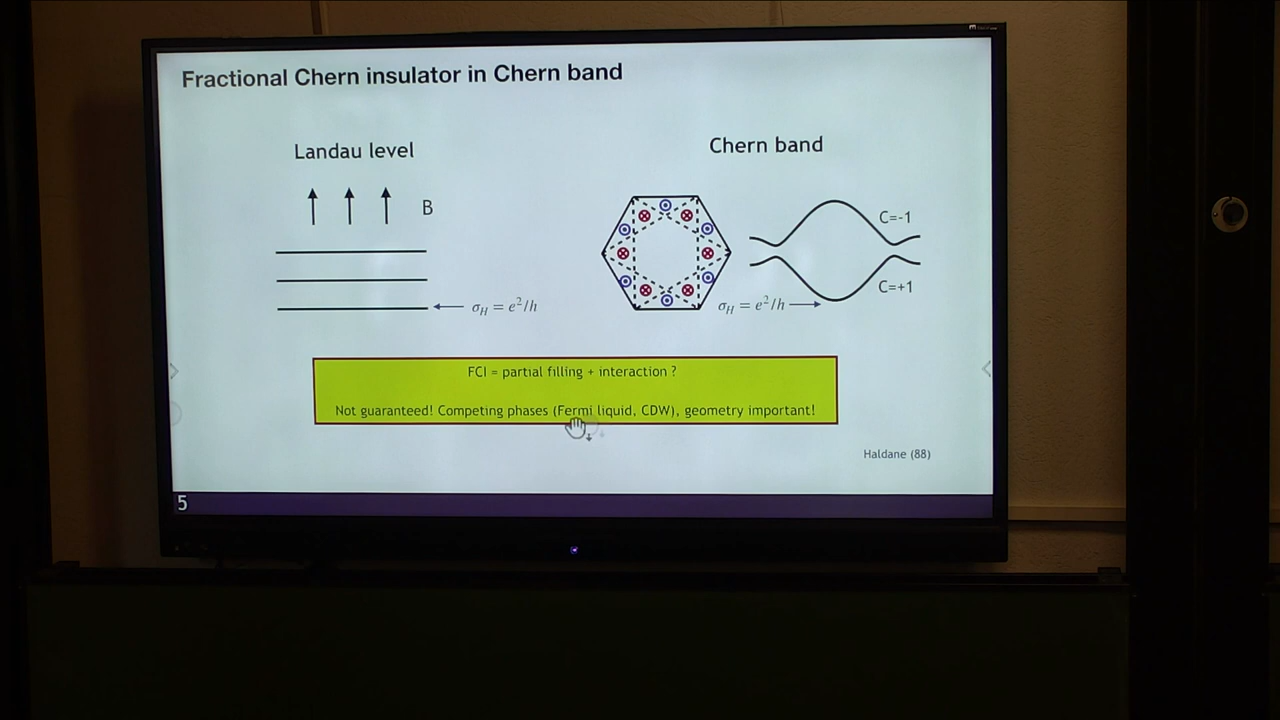 Fractional Chern insulator in Chern band
Landau level
B
σ_H = e²/h
Chern band
C=-1
C=+1
σ_H = e²/h
FCI = partial filling + interaction ?
Not guaranteed! Competing phases (Fermi liquid, CDW), geometry important!
Haldane (88)
5